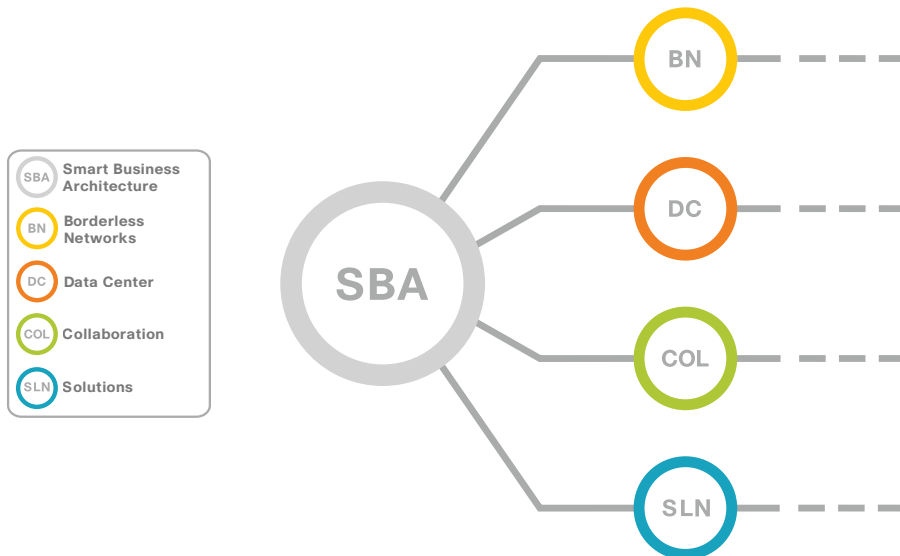 SBA
Smart Business
Architecture
BN
Borderless
Networks
DC
Data Center
COL
Collaboration
SLN
Solutions
SBA
BN
DC
COL
SLN